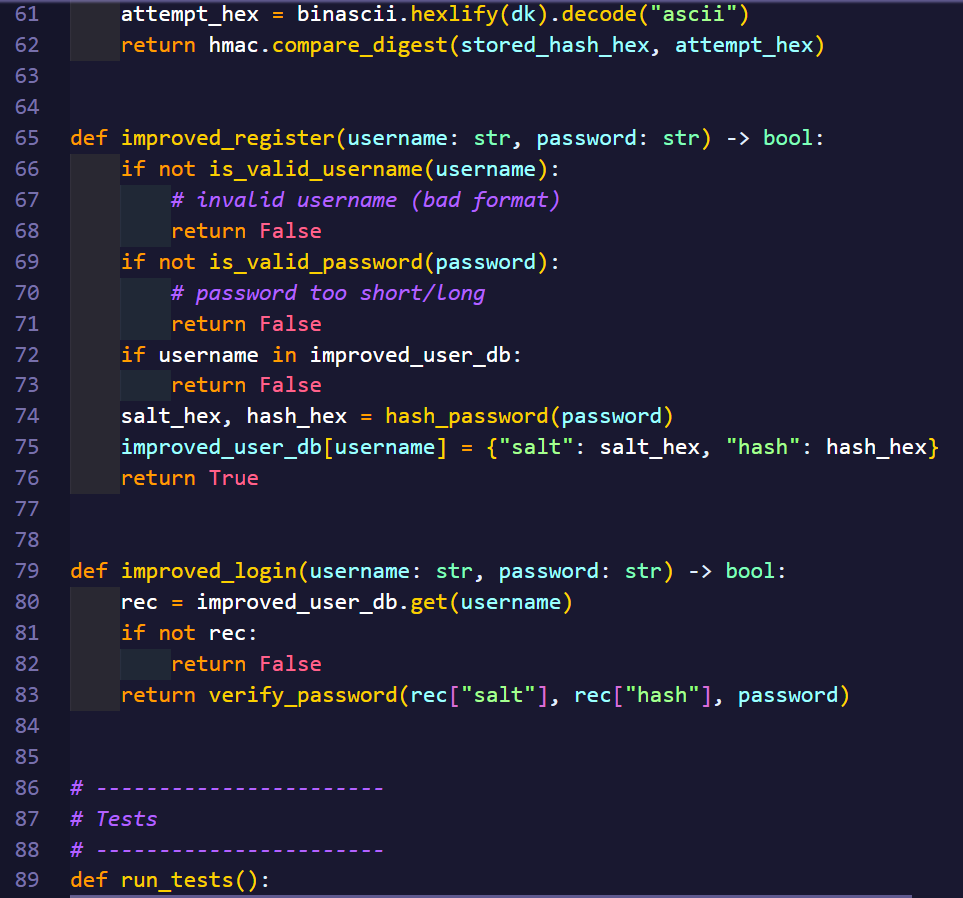 61 attempt_hex = binascii.hexlify(dk).decode("ascii")
62 return hmac.compare_digest(stored_hash_hex, attempt_hex)
63
64
65 def improved_register(username: str, password: str) -> bool:
66 if not is_valid_username(username):
67 # invalid username (bad format)
68 return False
69 if not is_valid_password(password):
70 # password too short/long
71 return False
72 if username in improved_user_db:
73 return False
74 salt_hex, hash_hex = hash_password(password)
75 improved_user_db[username] = {"salt": salt_hex, "hash": hash_hex}
76 return True
77
78
79 def improved_login(username: str, password: str) -> bool:
80 rec = improved_user_db.get(username)
81 if not rec:
82 return False
83 return verify_password(rec["salt"], rec["hash"], password)
84
85
86 # -----------------------
87 # Tests
88 # -----------------------
89 def run_tests():